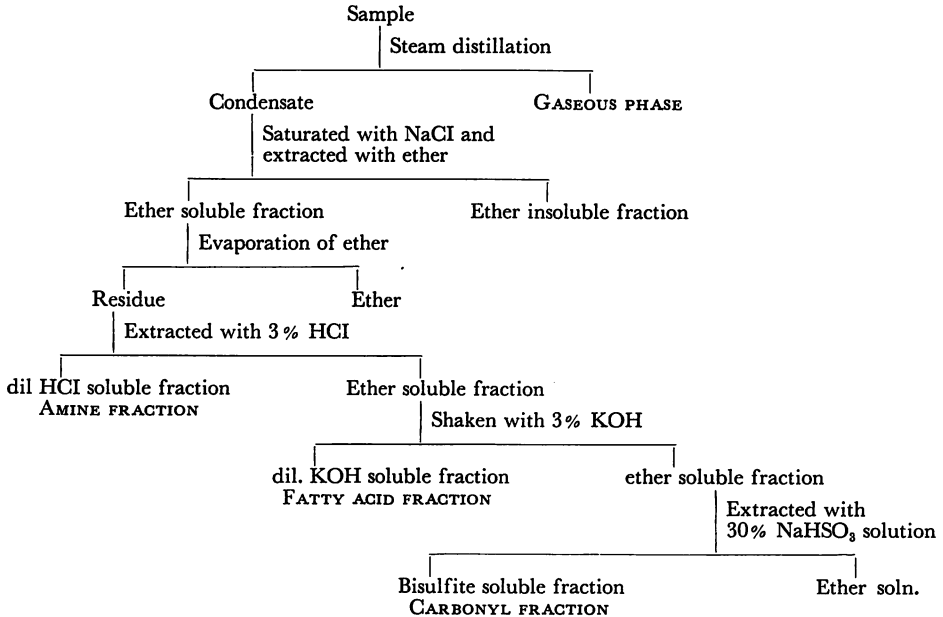 Sample
Steam distillation
Condensate
GASEOUS PHASE
Saturated with NaCI and
extracted with ether
Ether soluble fraction
Ether insoluble fraction
Evaporation of ether
Residue
Ether
Extracted with 3% HCI
dil HCI soluble fraction
AMINE FRACTION
Ether soluble fraction
Shaken with 3% KOH
dil. KOH soluble fraction
FATTY ACID FRACTION
ether soluble fraction
Extracted with
30% NaHSO₃ solution
Bisulfite soluble fraction
CARBONYL FRACTION
Ether soln.